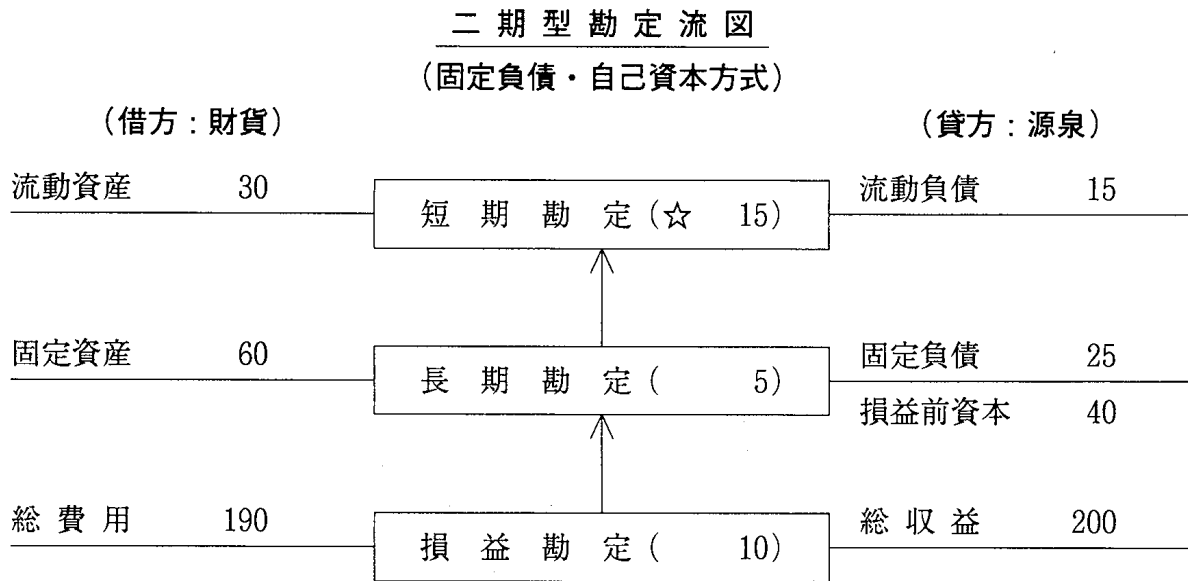 二期型勘定流図
(固定負債・自己資本方式)
(借方:財貨) (貸方:源泉)
流動資産 30 短期勘定(☆ 15) 流動負債 15
固定資産 60 長期勘定( 5) 固定負債 25
損益前資本 40
総費用 190 損益勘定( 10) 総収益 200